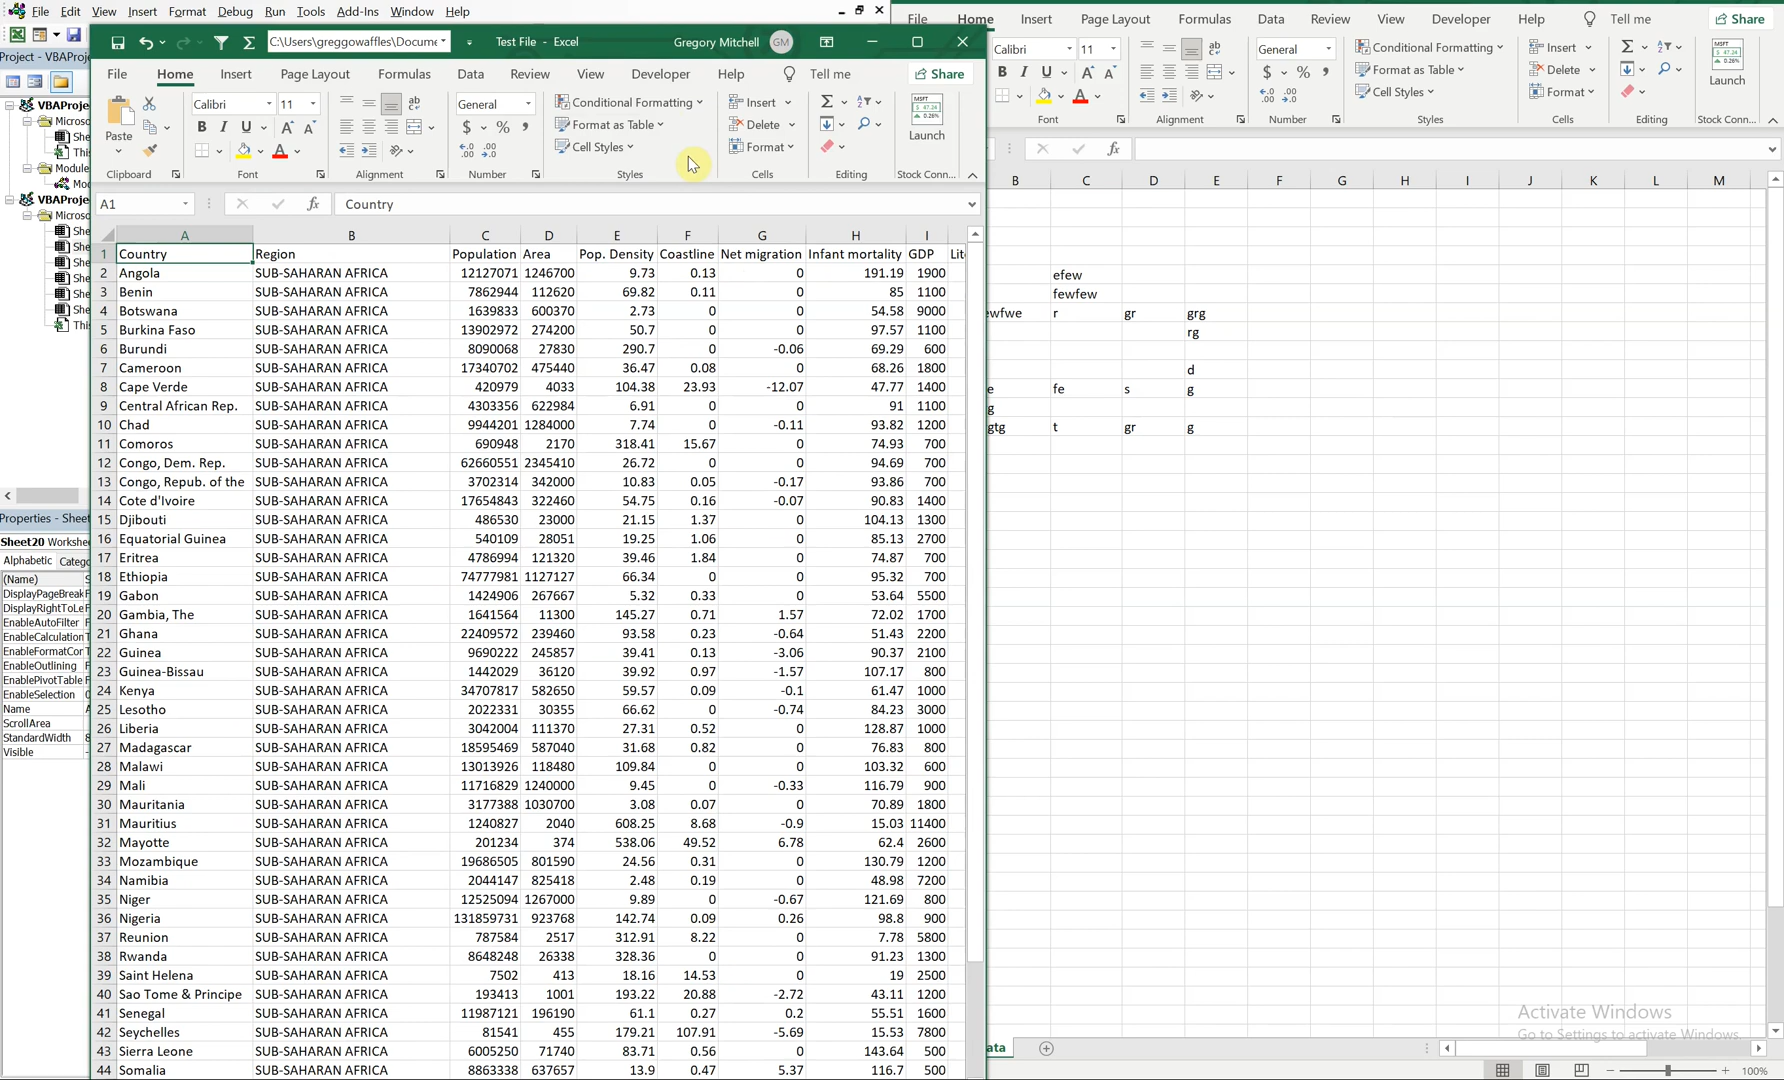 File Edit View Insert Format Debug Run Tools Add-Ins Window Help
Project - VBAProje
VBAProje
Microso
She
Thi
Module
Mod
VBAProje
Microso
She
She
She
She
She
She
Thi
Properties - Sheet
Sheet20 Workshe
Alphabetic Catego
(Name) S
DisplayPageBreak F
DisplayRightToLe F
EnableAutoFilter F
EnableCalculation T
EnableFormatCon T
EnableOutlining F
EnablePivotTable F
EnableSelection 0
Name A
ScrollArea
StandardWidth 8
Visible -
C:\Users\greggowaffles\Docume Test File - Excel Gregory Mitchell GM
File Home Insert Page Layout Formulas Data Review View Developer Help Tell me Share
Paste Calibri 11 General Conditional Formatting Insert
B I U A A $ % , Format as Table Delete
A Cell Styles Format Launch
Clipboard Font Alignment Number Styles Cells Editing Stock Conn...
A1 fx Country
A B C D E F G H I
1 Country Region Population Area Pop. Density Coastline Net migration Infant mortality GDP Lit
2 Angola SUB-SAHARAN AFRICA 12127071 1246700 9.73 0.13 0 191.19 1900
3 Benin SUB-SAHARAN AFRICA 7862944 112620 69.82 0.11 0 85 1100
4 Botswana SUB-SAHARAN AFRICA 1639833 600370 2.73 0 0 54.58 9000
5 Burkina Faso SUB-SAHARAN AFRICA 13902972 274200 50.7 0 0 97.57 1100
6 Burundi SUB-SAHARAN AFRICA 8090068 27830 290.7 0 -0.06 69.29 600
7 Cameroon SUB-SAHARAN AFRICA 17340702 475440 36.47 0.08 0 68.26 1800
8 Cape Verde SUB-SAHARAN AFRICA 420979 4033 104.38 23.93 -12.07 47.77 1400
9 Central African Rep. SUB-SAHARAN AFRICA 4303356 622984 6.91 0 0 91 1100
10 Chad SUB-SAHARAN AFRICA 9944201 1284000 7.74 0 -0.11 93.82 1200
11 Comoros SUB-SAHARAN AFRICA 690948 2170 318.41 15.67 0 74.93 700
12 Congo, Dem. Rep. SUB-SAHARAN AFRICA 62660551 2345410 26.72 0 0 94.69 700
13 Congo, Repub. of the SUB-SAHARAN AFRICA 3702314 342000 10.83 0.05 -0.17 93.86 700
14 Cote d'Ivoire SUB-SAHARAN AFRICA 17654843 322460 54.75 0.16 -0.07 90.83 1400
15 Djibouti SUB-SAHARAN AFRICA 486530 23000 21.15 1.37 0 104.13 1300
16 Equatorial Guinea SUB-SAHARAN AFRICA 540109 28051 19.25 1.06 0 85.13 2700
17 Eritrea SUB-SAHARAN AFRICA 4786994 121320 39.46 1.84 0 74.87 700
18 Ethiopia SUB-SAHARAN AFRICA 74777981 1127127 66.34 0 0 95.32 700
19 Gabon SUB-SAHARAN AFRICA 1424906 267667 5.32 0.33 0 53.64 5500
20 Gambia, The SUB-SAHARAN AFRICA 1641564 11300 145.27 0.71 1.57 72.02 1700
21 Ghana SUB-SAHARAN AFRICA 22409572 239460 93.58 0.23 -0.64 51.43 2200
22 Guinea SUB-SAHARAN AFRICA 9690222 245857 39.41 0.13 -3.06 90.37 2100
23 Guinea-Bissau SUB-SAHARAN AFRICA 1442029 36120 39.92 0.97 -1.57 107.17 800
24 Kenya SUB-SAHARAN AFRICA 34707817 582650 59.57 0.09 -0.1 61.47 1000
25 Lesotho SUB-SAHARAN AFRICA 2022331 30355 66.62 0 -0.74 84.23 3000
26 Liberia SUB-SAHARAN AFRICA 3042004 111370 27.31 0.52 0 128.87 1000
27 Madagascar SUB-SAHARAN AFRICA 18595469 587040 31.68 0.82 0 76.83 800
28 Malawi SUB-SAHARAN AFRICA 13013926 118480 109.84 0 0 103.32 600
29 Mali SUB-SAHARAN AFRICA 11716829 1240000 9.45 0 -0.33 116.79 900
30 Mauritania SUB-SAHARAN AFRICA 3177388 1030700 3.08 0.07 0 70.89 1800
31 Mauritius SUB-SAHARAN AFRICA 1240827 2040 608.25 8.68 -0.9 15.03 11400
32 Mayotte SUB-SAHARAN AFRICA 201234 374 538.06 49.52 6.78 62.4 2600
33 Mozambique SUB-SAHARAN AFRICA 19686505 801590 24.56 0.31 0 130.79 1200
34 Namibia SUB-SAHARAN AFRICA 2044147 825418 2.48 0.19 0 48.98 7200
35 Niger SUB-SAHARAN AFRICA 12525094 1267000 9.89 0 -0.67 121.69 800
36 Nigeria SUB-SAHARAN AFRICA 131859731 923768 142.74 0.09 0.26 98.8 900
37 Reunion SUB-SAHARAN AFRICA 787584 2517 312.91 8.22 0 7.78 5800
38 Rwanda SUB-SAHARAN AFRICA 8648248 26338 328.36 0 0 91.23 1300
39 Saint Helena SUB-SAHARAN AFRICA 7502 413 18.16 14.53 0 19 2500
40 Sao Tome & Principe SUB-SAHARAN AFRICA 193413 1001 193.22 20.88 -2.72 43.11 1200
41 Senegal SUB-SAHARAN AFRICA 11987121 196190 61.1 0.27 0.2 55.51 1600
42 Seychelles SUB-SAHARAN AFRICA 81541 455 179.21 107.91 -5.69 15.53 7800
43 Sierra Leone SUB-SAHARAN AFRICA 6005250 71740 83.71 0.56 0 143.64 500
44 Somalia SUB-SAHARAN AFRICA 8863338 637657 13.9 0.47 5.37 116.7 500
File Home Insert Page Layout Formulas Data Review View Developer Help Tell me Share
Calibri 11 General Conditional Formatting Insert
B I U A A $ % , Format as Table Delete Launch
A Cell Styles Format
Font Alignment Number Styles Cells Editing Stock Conn...
fx
B C D E F G H I J K L M
efew
fewfew
ewfwe r gr grg
rg
d
e fe s g
g
gtg t gr g
Activate Windows
Go to Settings to activate Windows.
ata
100%